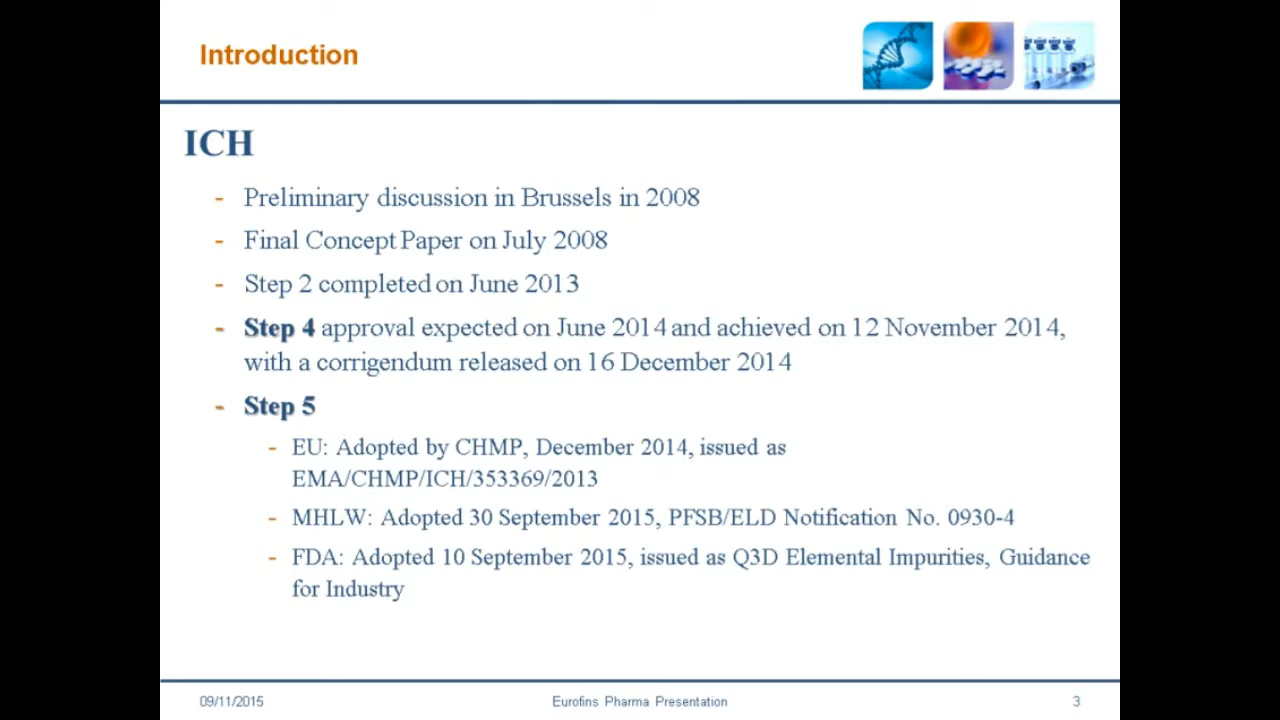 Introduction
ICH
- Preliminary discussion in Brussels in 2008
- Final Concept Paper on July 2008
- Step 2 completed on June 2013
- Step 4 approval expected on June 2014 and achieved on 12 November 2014,
with a corrigendum released on 16 December 2014
- Step 5
- EU: Adopted by CHMP, December 2014, issued as
EMA/CHMP/ICH/353369/2013
- MHLW: Adopted 30 September 2015, PFSB/ELD Notification No. 0930-4
- FDA: Adopted 10 September 2015, issued as Q3D Elemental Impurities, Guidance
for Industry
09/11/2015 Eurofins Pharma Presentation 3